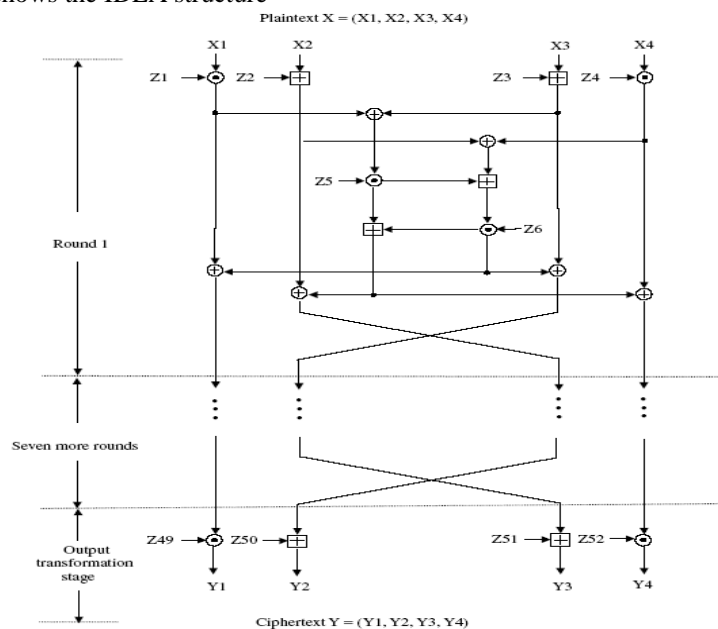 shows the IDEA structure
Plaintext X = (X1, X2, X3, X4)
X1 X2 X3 X4
Z1 Z2 Z3 Z4
Z5
Z6
Round 1
Seven more rounds
Z49 Z50 Z51 Z52
Output
transformation
stage
Y1 Y2 Y3 Y4
Ciphertext Y = (Y1, Y2, Y3, Y4)